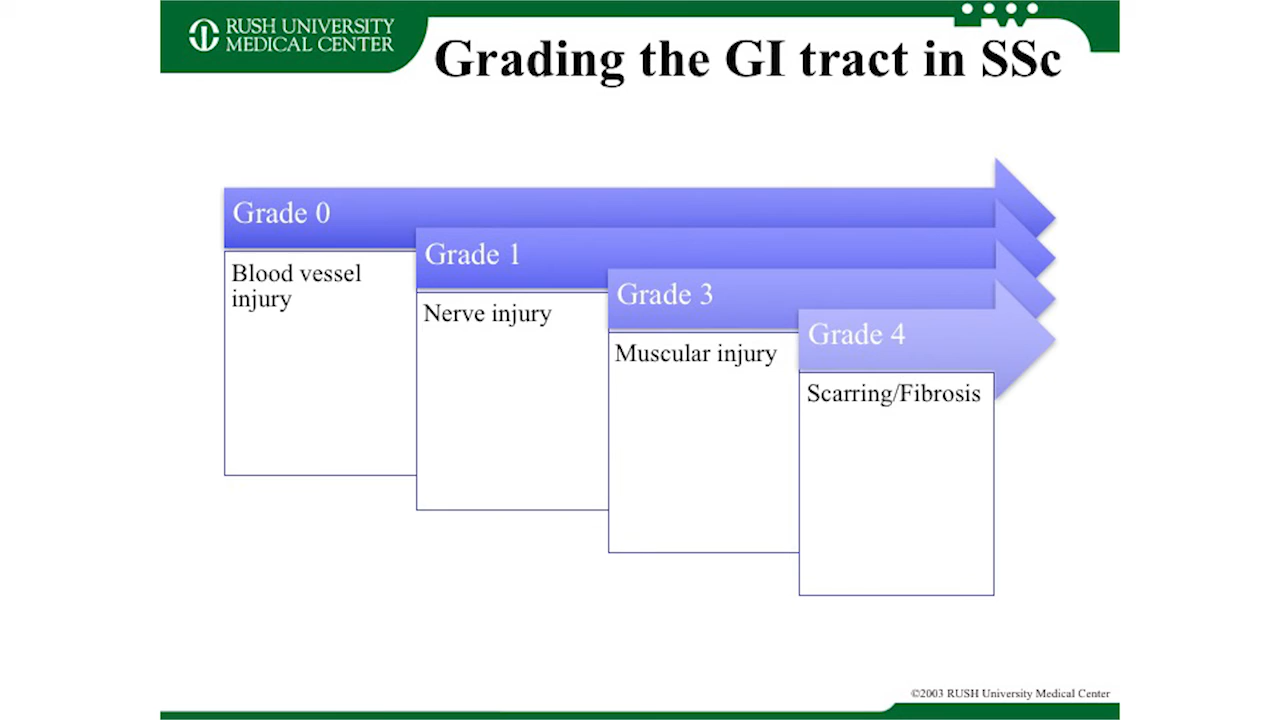 RUSH UNIVERSITY
MEDICAL CENTER
Grading the GI tract in SSc
Grade 0
Blood vessel
injury
Grade 1
Nerve injury
Grade 3
Muscular injury
Grade 4
Scarring/Fibrosis
©2003 RUSH University Medical Center